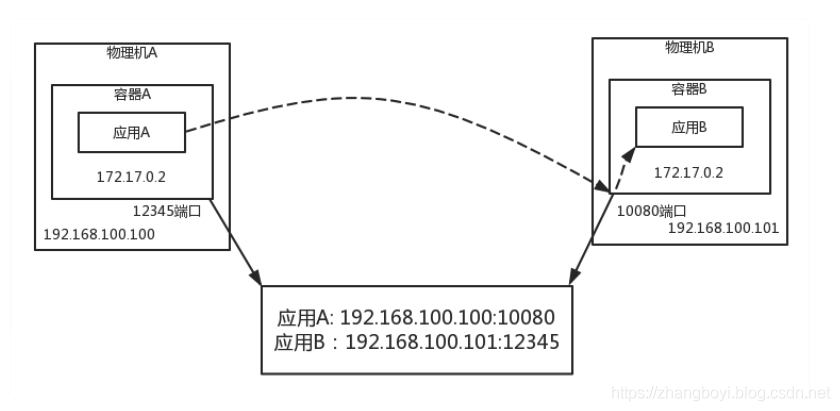 物理机A
容器A
应用A
172.17.0.2
12345端口
192.168.100.100
物理机B
容器B
应用B
172.17.0.2
10080端口
192.168.100.101
应用A: 192.168.100.100:10080
应用B：192.168.100.101:12345
https://zhangboyi.blog.csdn.net